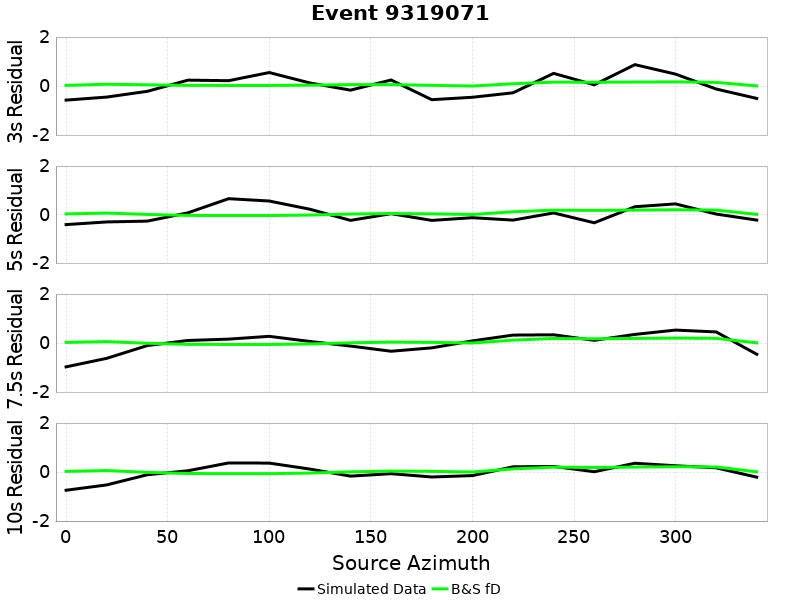 Event 9319071
3s Residual
2
0
-2
5s Residual
2
0
-2
7.5s Residual
2
0
-2
10s Residual
2
0
-2
0 50 100 150 200 250 300
Source Azimuth
Simulated Data B&S fD